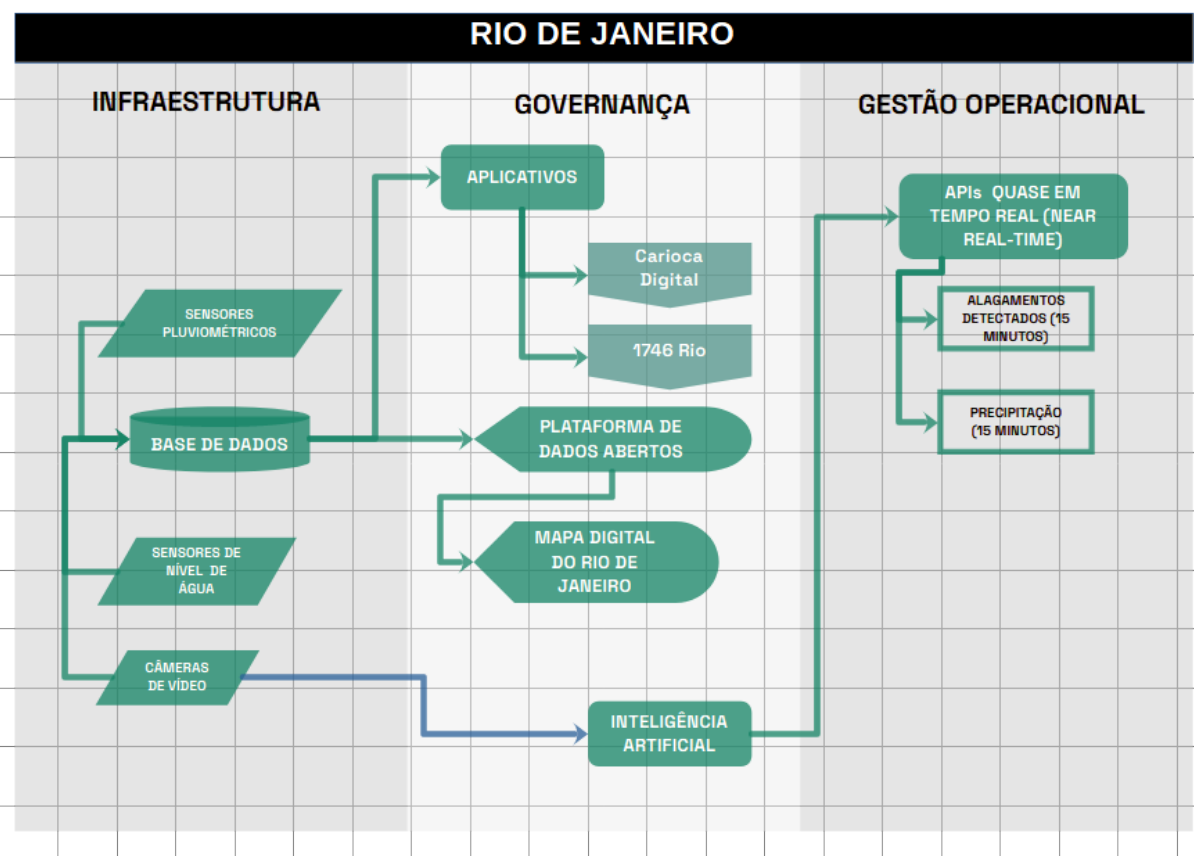 RIO DE JANEIRO
INFRAESTRUTURA
GOVERNANÇA
GESTÃO OPERACIONAL
SENSORES
PLUVIOMÉTRICOS
BASE DE DADOS
SENSORES DE
NÍVEL DE
ÁGUA
CÂMERAS
DE VÍDEO
APLICATIVOS
Carioca
Digital
1746 Rio
PLATAFORMA DE
DADOS ABERTOS
MAPA DIGITAL
DO RIO DE
JANEIRO
INTELIGÊNCIA
ARTIFICIAL
APIs QUASE EM
TEMPO REAL (NEAR
REAL-TIME)
ALAGAMENTOS
DETECTADOS (15
MINUTOS)
PRECIPITAÇÃO
(15 MINUTOS)